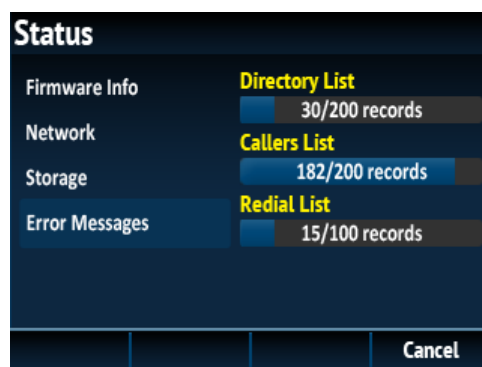 Status
Firmware Info
Network
Storage
Error Messages
Directory List
30/200 records
Callers List
182/200 records
Redial List
15/100 records
Cancel